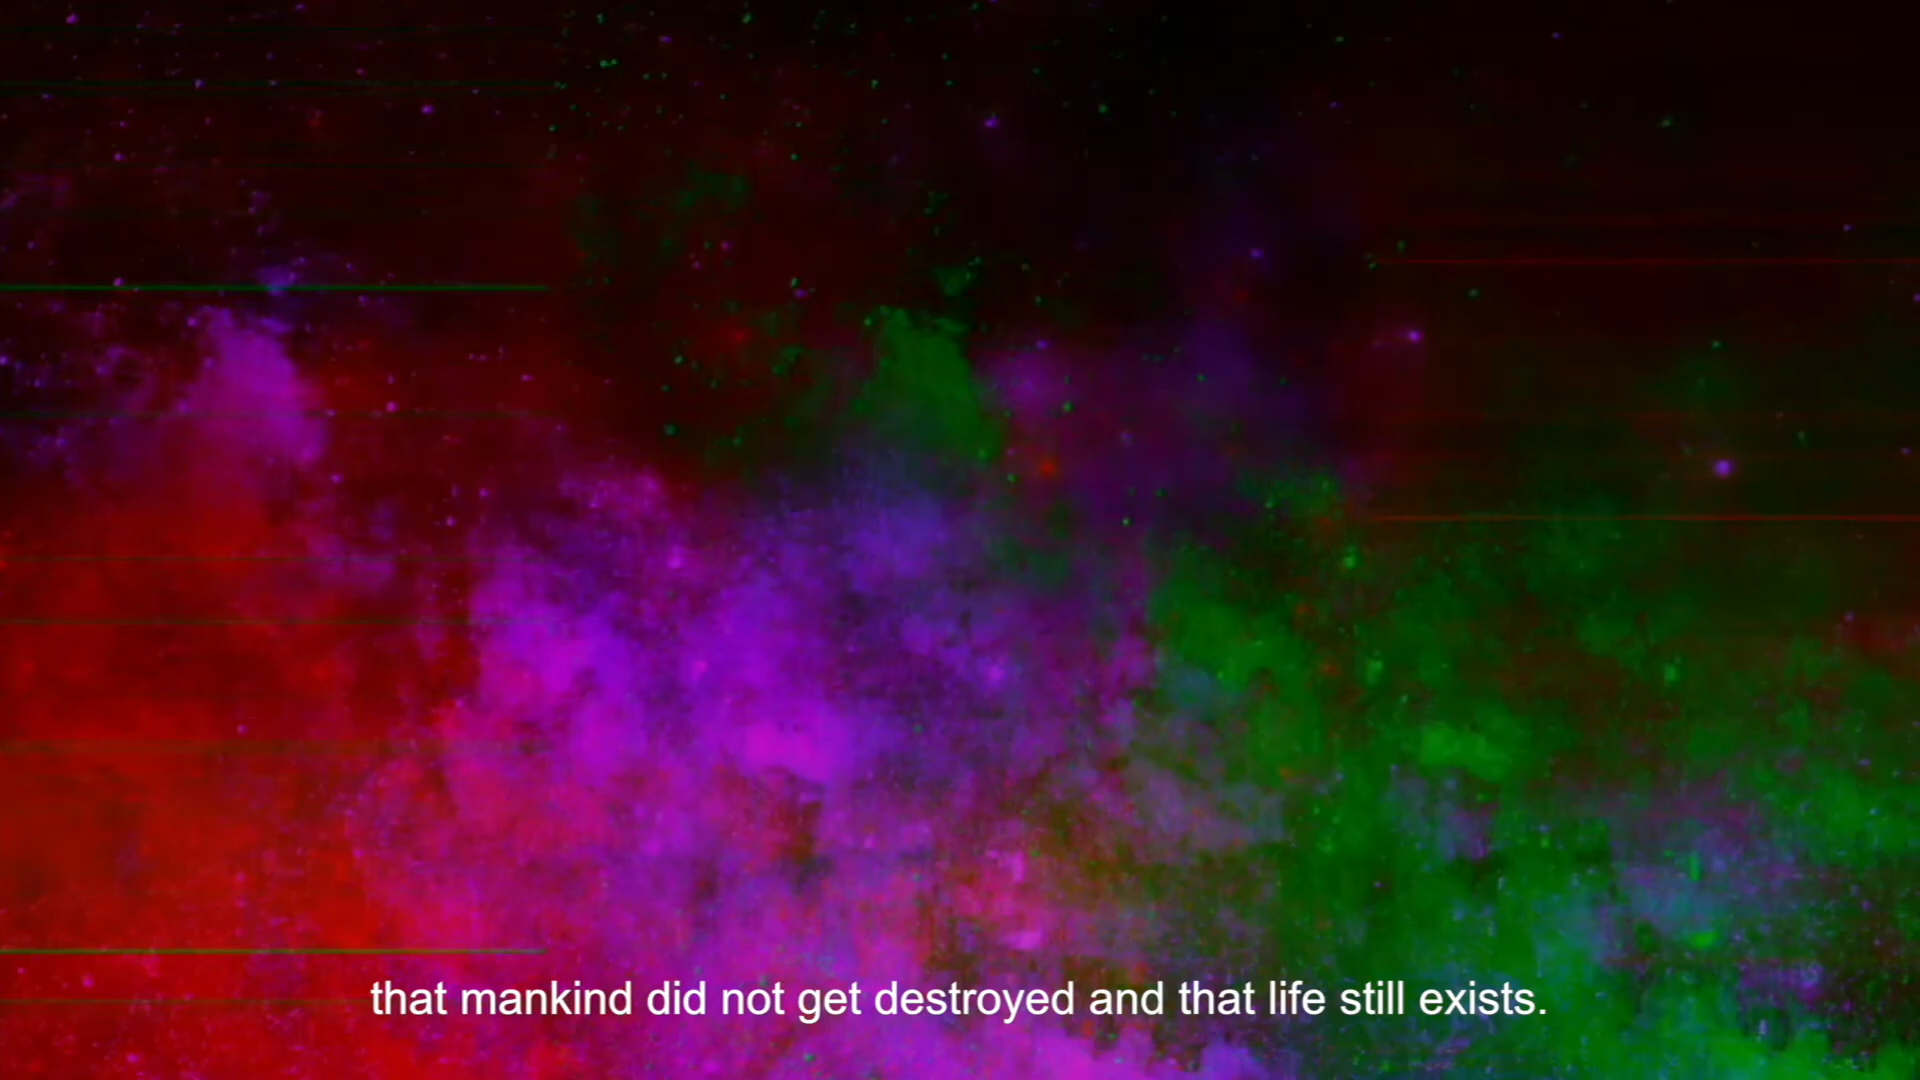 that mankind did not get destroyed and that life still exists.